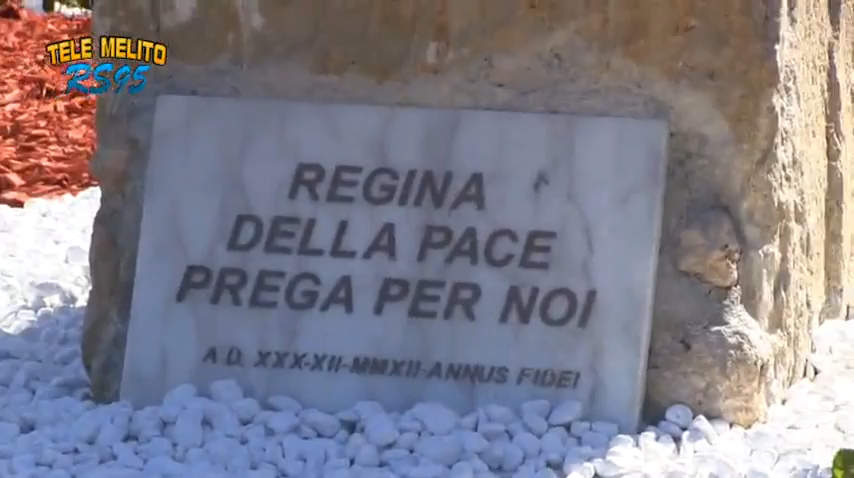 TELE MELITO
RS95
REGINA
DELLA PACE
PREGA PER NOI
A.D. XXX-XII-MMXII-ANNUS FIDEI